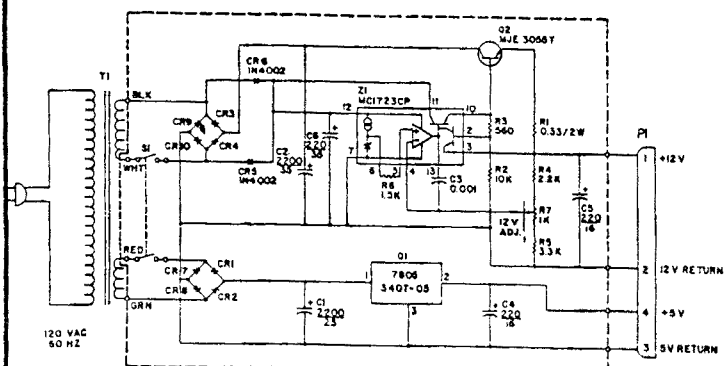 Q2
MJE 3055T
CR6
1N4002
T1
BLK
Z1
MC1723CP
11
10
12
CR9
CR3
CR10
CR4
C6
220
35
C2
2200
35
R3
560
R1
0.33/2W
P1
2
3
1
+12V
S1
WHT
7
6
5
4
13
C3
0.001
R2
10K
R4
2.2K
CR5
1N4002
R6
1.5K
R7
1K
C5
220
16
12V
ADJ.
R5
3.3K
RED
CR17
CR1
CR18
CR2
Q1
1
7805
3407-05
2
3
2
12V RETURN
C1
2200
25
C4
220
16
4
+5V
GRN
120 VAC
60 HZ
3
5V RETURN